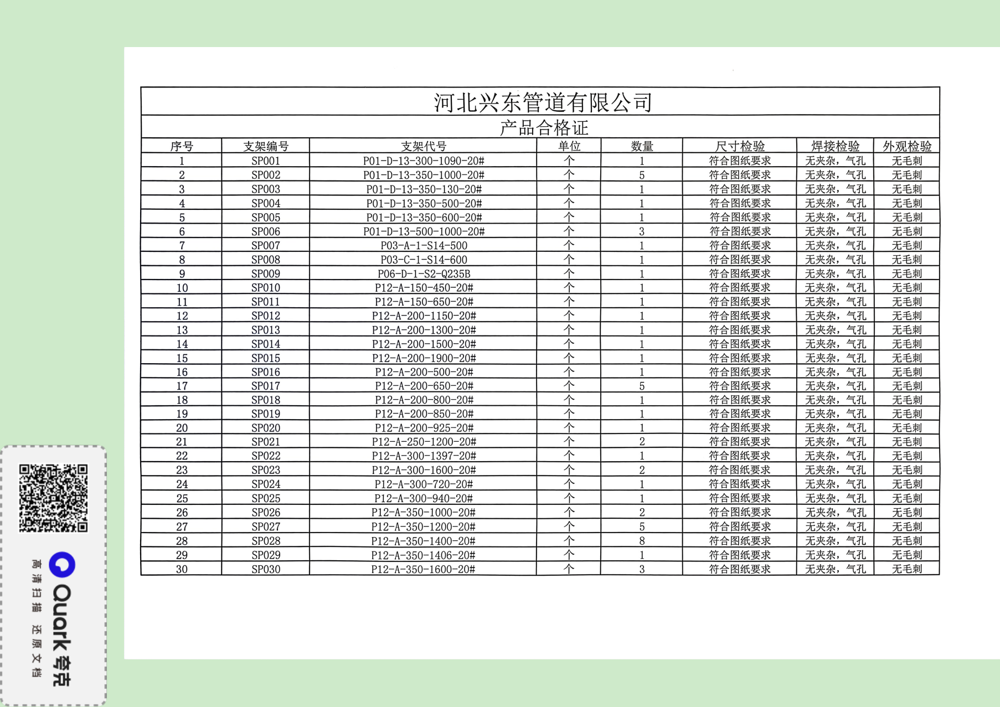 河北兴东管道有限公司
产品合格证
序号 支架编号 支架代号 单位 数量 尺寸检验 焊接检验 外观检验
1 SP001 P01-D-13-300-1090-20# 个 1 符合图纸要求 无夹杂，气孔 无毛刺
2 SP002 P01-D-13-350-1000-20# 个 5 符合图纸要求 无夹杂，气孔 无毛刺
3 SP003 P01-D-13-350-130-20# 个 1 符合图纸要求 无夹杂，气孔 无毛刺
4 SP004 P01-D-13-350-500-20# 个 1 符合图纸要求 无夹杂，气孔 无毛刺
5 SP005 P01-D-13-350-600-20# 个 1 符合图纸要求 无夹杂，气孔 无毛刺
6 SP006 P01-D-13-500-1000-20# 个 3 符合图纸要求 无夹杂，气孔 无毛刺
7 SP007 P03-A-1-S14-500 个 1 符合图纸要求 无夹杂，气孔 无毛刺
8 SP008 P03-C-1-S14-600 个 1 符合图纸要求 无夹杂，气孔 无毛刺
9 SP009 P06-D-1-S2-Q235B 个 1 符合图纸要求 无夹杂，气孔 无毛刺
10 SP010 P12-A-150-450-20# 个 1 符合图纸要求 无夹杂，气孔 无毛刺
11 SP011 P12-A-150-650-20# 个 1 符合图纸要求 无夹杂，气孔 无毛刺
12 SP012 P12-A-200-1150-20# 个 1 符合图纸要求 无夹杂，气孔 无毛刺
13 SP013 P12-A-200-1300-20# 个 1 符合图纸要求 无夹杂，气孔 无毛刺
14 SP014 P12-A-200-1500-20# 个 1 符合图纸要求 无夹杂，气孔 无毛刺
15 SP015 P12-A-200-1900-20# 个 1 符合图纸要求 无夹杂，气孔 无毛刺
16 SP016 P12-A-200-500-20# 个 1 符合图纸要求 无夹杂，气孔 无毛刺
17 SP017 P12-A-200-650-20# 个 5 符合图纸要求 无夹杂，气孔 无毛刺
18 SP018 P12-A-200-800-20# 个 1 符合图纸要求 无夹杂，气孔 无毛刺
19 SP019 P12-A-200-850-20# 个 1 符合图纸要求 无夹杂，气孔 无毛刺
20 SP020 P12-A-200-925-20# 个 1 符合图纸要求 无夹杂，气孔 无毛刺
21 SP021 P12-A-250-1200-20# 个 2 符合图纸要求 无夹杂，气孔 无毛刺
22 SP022 P12-A-300-1397-20# 个 1 符合图纸要求 无夹杂，气孔 无毛刺
23 SP023 P12-A-300-1600-20# 个 2 符合图纸要求 无夹杂，气孔 无毛刺
24 SP024 P12-A-300-720-20# 个 1 符合图纸要求 无夹杂，气孔 无毛刺
25 SP025 P12-A-300-940-20# 个 1 符合图纸要求 无夹杂，气孔 无毛刺
26 SP026 P12-A-350-1000-20# 个 2 符合图纸要求 无夹杂，气孔 无毛刺
27 SP027 P12-A-350-1200-20# 个 5 符合图纸要求 无夹杂，气孔 无毛刺
28 SP028 P12-A-350-1400-20# 个 8 符合图纸要求 无夹杂，气孔 无毛刺
29 SP029 P12-A-350-1406-20# 个 1 符合图纸要求 无夹杂，气孔 无毛刺
30 SP030 P12-A-350-1600-20# 个 3 符合图纸要求 无夹杂，气孔 无毛刺
Quark 夸克
高清扫描 还原文档